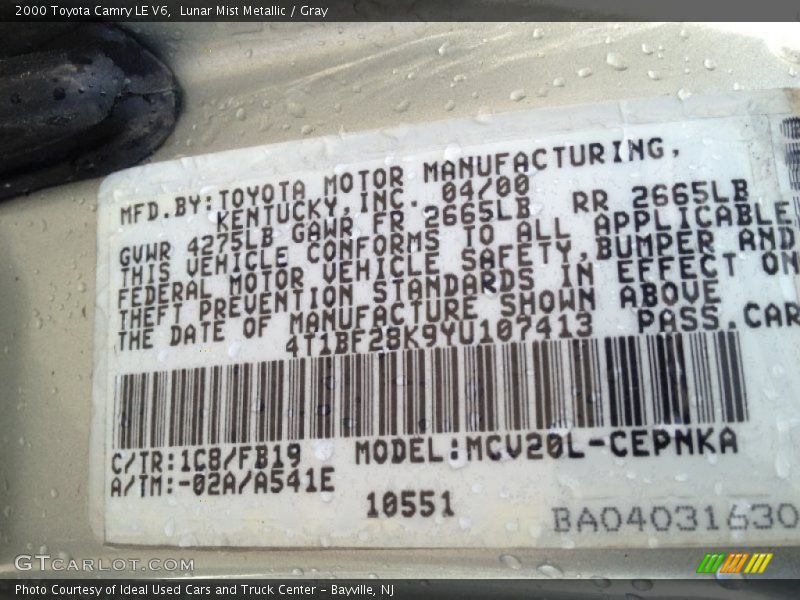 2000 Toyota Camry LE V6,  Lunar Mist Metallic / Gray
MFD.BY:TOYOTA MOTOR MANUFACTURING,
KENTUCKY,INC. 04/00
GVWR 4275LB GAWR FR 2665LB RR 2665LB
THIS VEHICLE CONFORMS TO ALL APPLICABLE
FEDERAL MOTOR VEHICLE SAFETY,BUMPER AND
THEFT PREVENTION STANDARDS IN EFFECT ON
THE DATE OF MANUFACTURE SHOWN ABOVE
4T1BF28K9YU107413 PASS.CAR
C/TR:1C8/FB19 MODEL:MCV20L-CEPNKA
A/TM:-02A/A541E
10551 BA04031630
GTCarLot.com
Photo Courtesy of Ideal Used Cars and Truck Center - Bayville, NJ